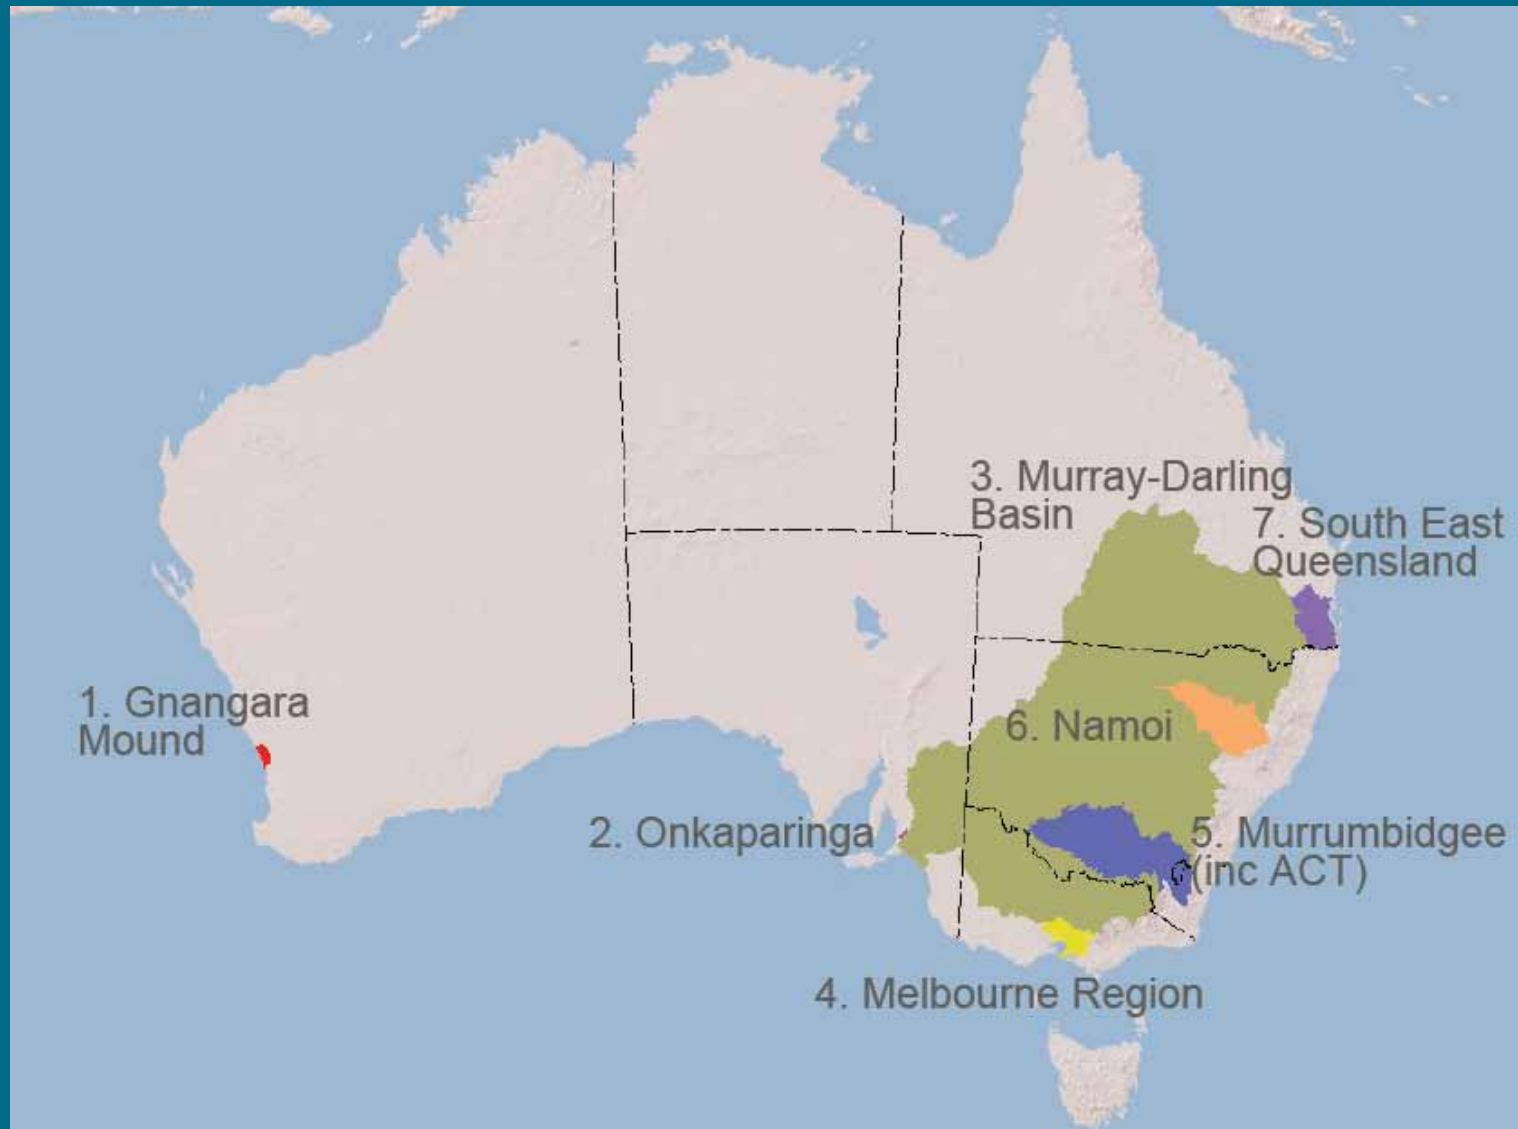 3. Murray-Darling
Basin
7. South East
Queensland
1. Gnangara
Mound
6. Namoi
2. Onkaparinga
5. Murrumbidgee
(inc ACT)
4. Melbourne Region